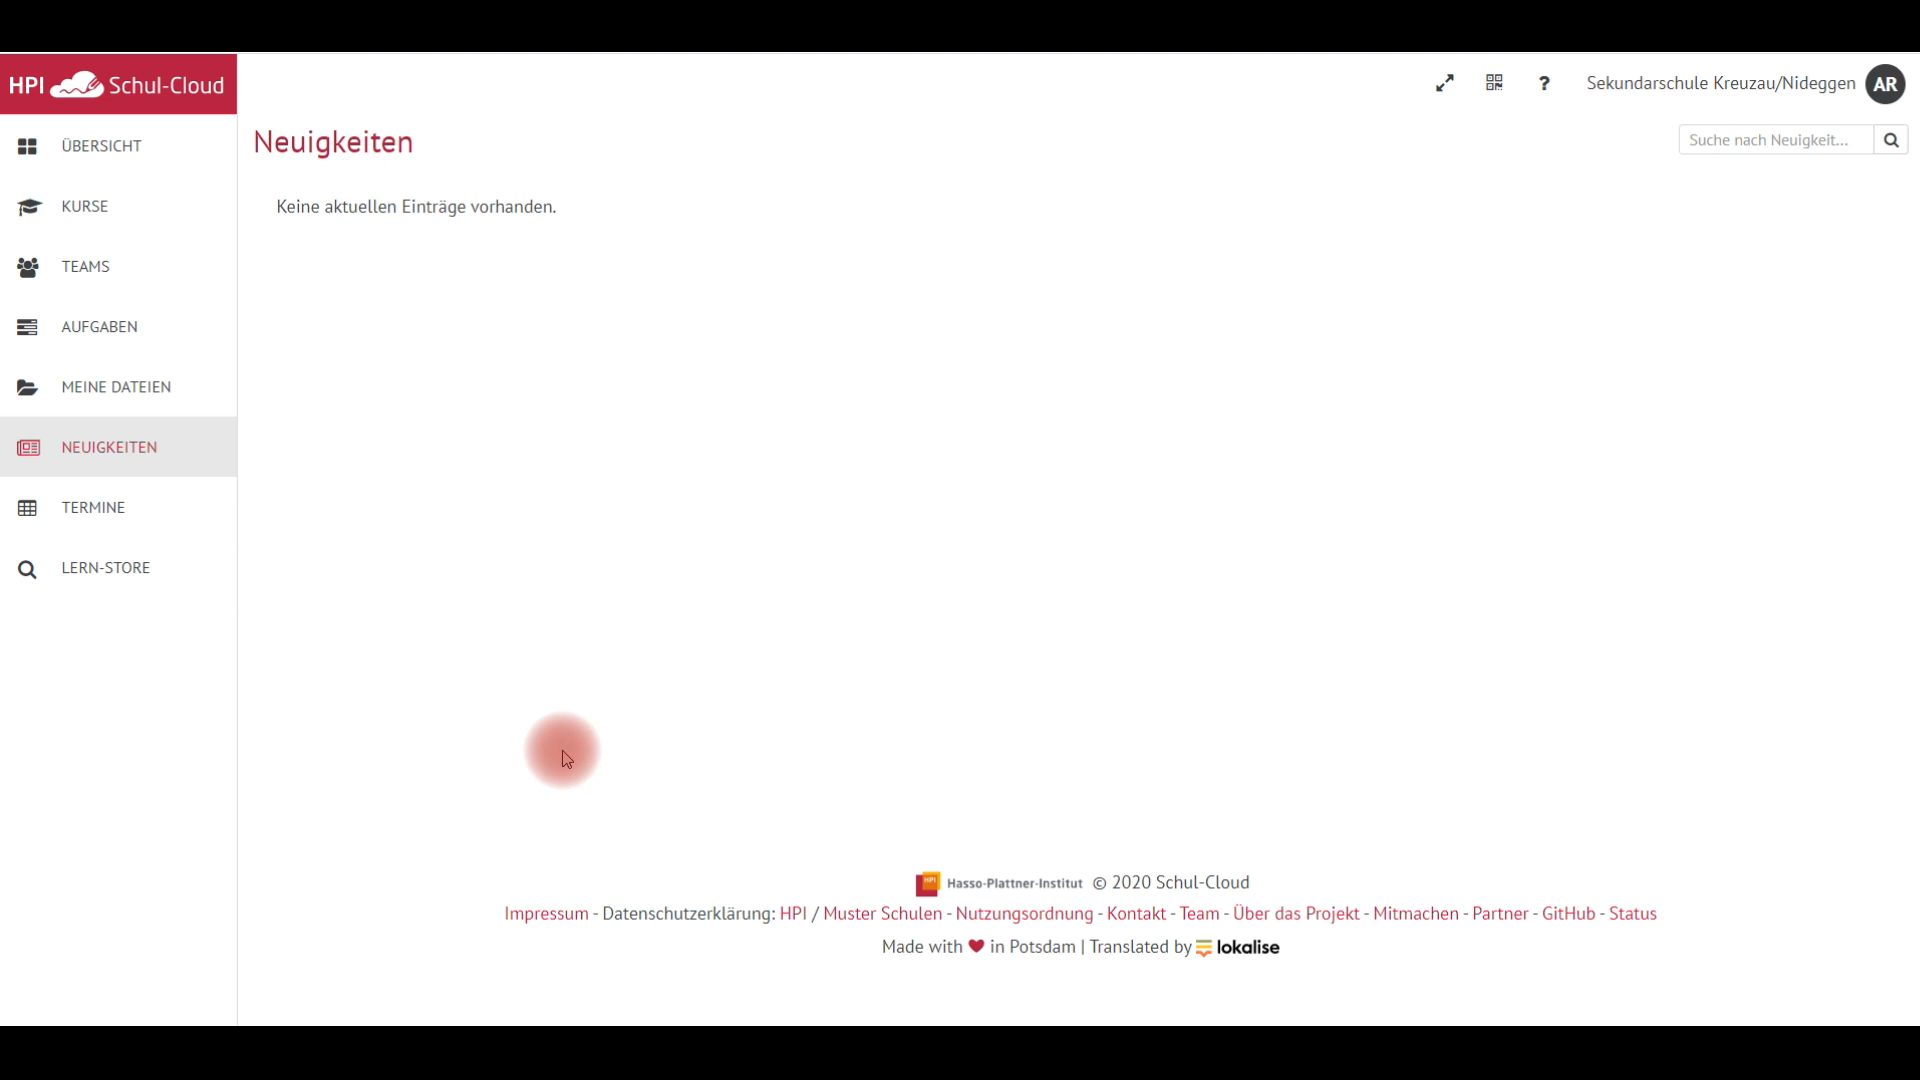 HPI Schul-Cloud
? Sekundarschule Kreuzau/Nideggen AR
ÜBERSICHT
KURSE
TEAMS
AUFGABEN
MEINE DATEIEN
NEUIGKEITEN
TERMINE
LERN-STORE
Neuigkeiten
Suche nach Neuigkeit...
Keine aktuellen Einträge vorhanden.
HPI Hasso-Plattner-Institut © 2020 Schul-Cloud
Impressum - Datenschutzerklärung: HPI / Muster Schulen - Nutzungsordnung - Kontakt - Team - Über das Projekt - Mitmachen - Partner - GitHub - Status
Made with ❤ in Potsdam | Translated by lokalise